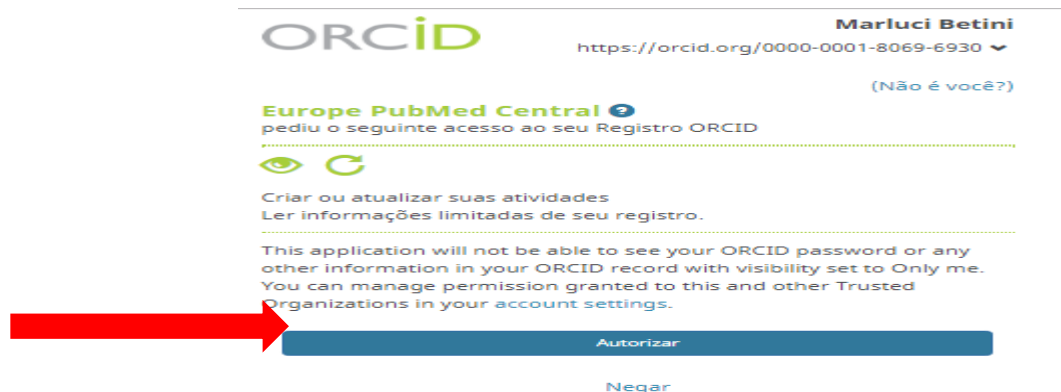 ORCiD
Marluci Betini
https://orcid.org/0000-0001-8069-6930
(Não é você?)
Europe PubMed Central ?
pediu o seguinte acesso ao seu Registro ORCID
Criar ou atualizar suas atividades
Ler informações limitadas de seu registro.
This application will not be able to see your ORCID password or any
other information in your ORCID record with visibility set to Only me.
You can manage permission granted to this and other Trusted
Organizations in your account settings.
Autorizar
Negar